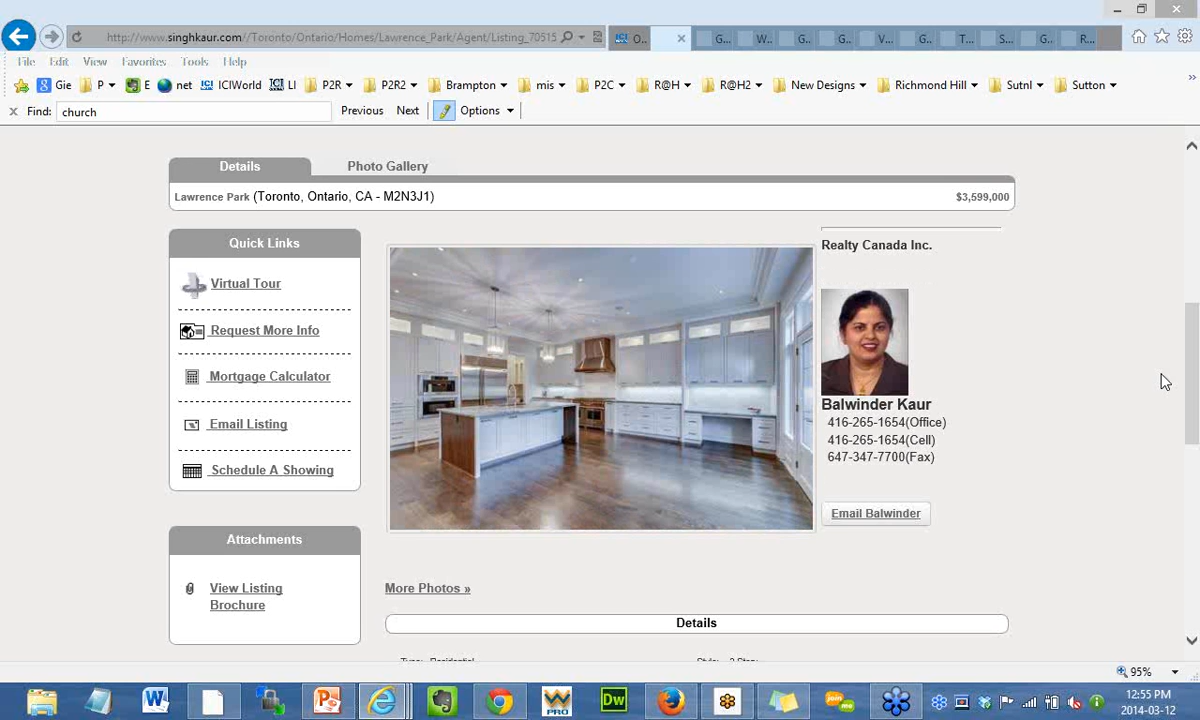 http://www.singhkaur.com//Toronto/Ontario/Homes/Lawrence_Park/Agent/Listing_70515
O...
G...
W...
G...
G...
V...
G...
T...
S...
G...
R...
File Edit View Favorites Tools Help
Gie P E net ICIWorld LI P2R P2R2 Brampton mis P2C R@H R@H2 New Designs Richmond Hill Sutnl Sutton
Find: church Previous Next Options
Details Photo Gallery
Lawrence Park (Toronto, Ontario, CA - M2N3J1) $3,599,000
Quick Links
Virtual Tour
Request More Info
Mortgage Calculator
Email Listing
Schedule A Showing
Realty Canada Inc.
Balwinder Kaur
416-265-1654(Office)
416-265-1654(Cell)
647-347-7700(Fax)
Email Balwinder
Attachments
View Listing
Brochure
More Photos »
Details
95%
12:55 PM
2014-03-12